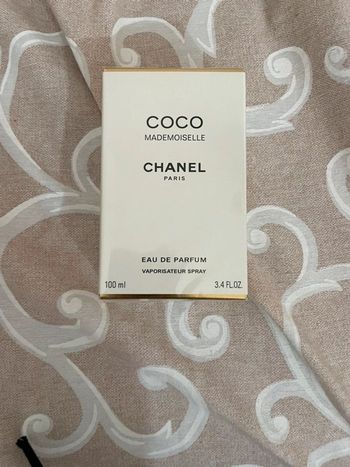 COCO
MADEMOISELLE
CHANEL
PARIS
EAU DE PARFUM
VAPORISATEUR SPRAY
100 ml 3.4 FL.OZ.